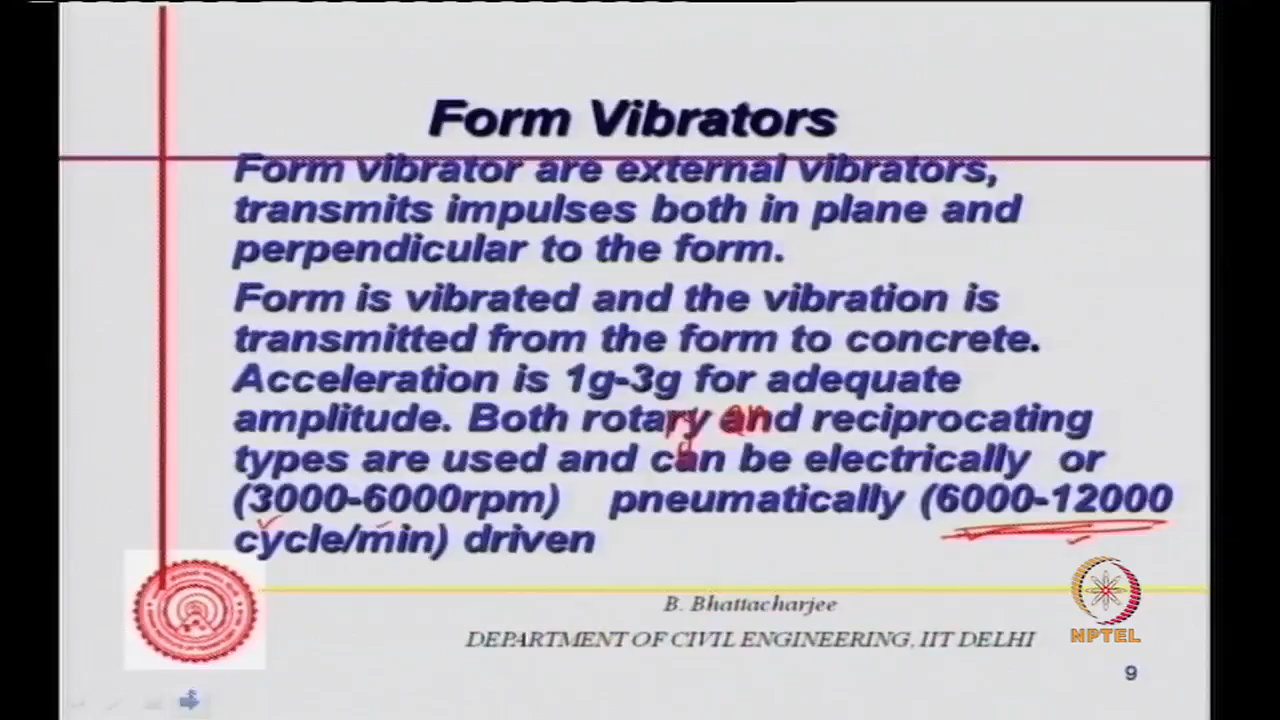 Form Vibrators
Form vibrator are external vibrators,
transmits impulses both in plane and
perpendicular to the form.
Form is vibrated and the vibration is
transmitted from the form to concrete.
Acceleration is 1g-3g for adequate
amplitude. Both rotary and reciprocating
types are used and can be electrically or
(3000-6000rpm) pneumatically (6000-12000
cycle/min) driven
B. Bhattacharjee
DEPARTMENT OF CIVIL ENGINEERING, IIT DELHI
NPTEL
9